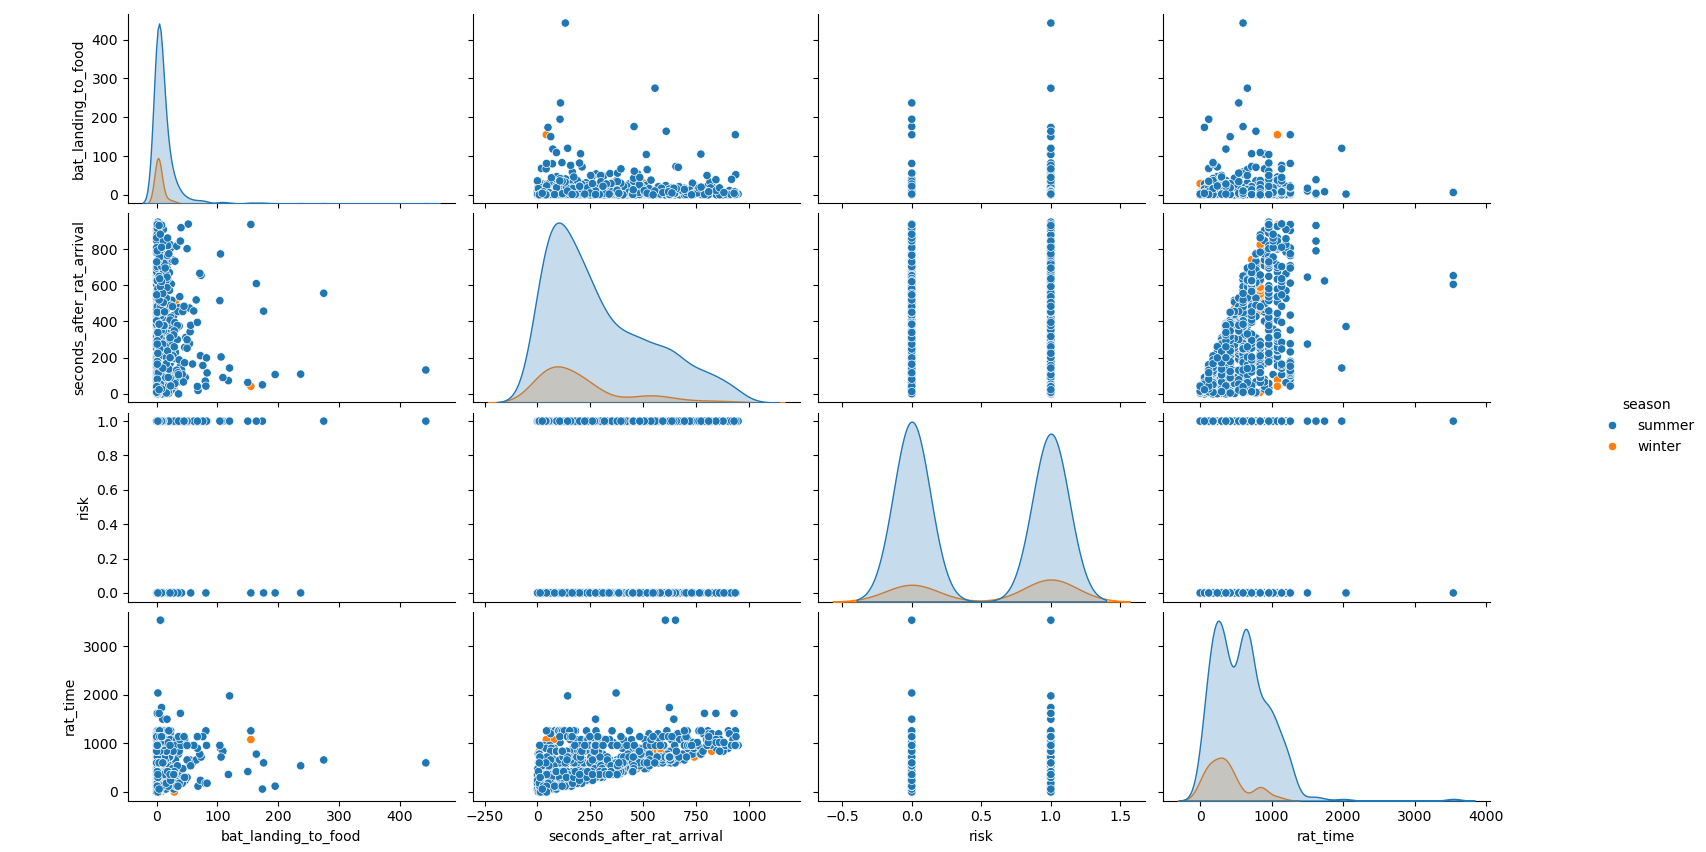 bat_landing_to_food
400
300
200
100
0
seconds_after_rat_arrival
800
600
400
200
0
risk
1.0
0.8
0.6
0.4
0.2
0.0
rat_time
3000
2000
1000
0
0 100 200 300 400
bat_landing_to_food
−250 0 250 500 750 1000
seconds_after_rat_arrival
−0.5 0.0 0.5 1.0 1.5
risk
0 1000 2000 3000 4000
rat_time
season
summer
winter